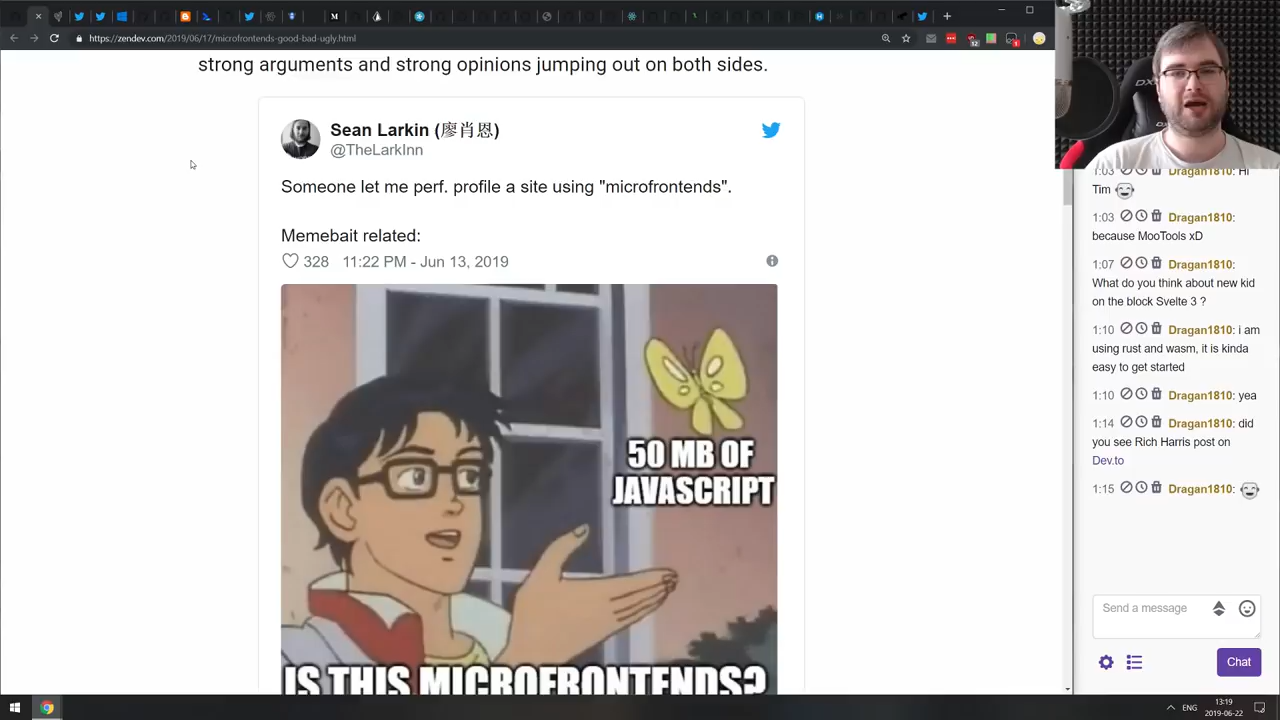 https://zendev.com/2019/06/17/microfrontends-good-bad-ugly.html
strong arguments and strong opinions jumping out on both sides.
Sean Larkin (廖肖恩)
@TheLarkInn
Someone let me perf. profile a site using "microfrontends".
Memebait related:
328 11:22 PM - Jun 13, 2019
50 MB OF
JAVASCRIPT
IS THIS MICROFRONTENDS?
1:03 Dragan1810: Hi
Tim
1:03 Dragan1810:
because MooTools xD
1:07 Dragan1810:
What do you think about new kid
on the block Svelte 3 ?
1:10 Dragan1810: i am
using rust and wasm, it is kinda
easy to get started
1:10 Dragan1810: yea
1:14 Dragan1810: did
you see Rich Harris post on
Dev.to
1:15 Dragan1810:
Send a message
Chat
ENG
13:19
2019-06-22